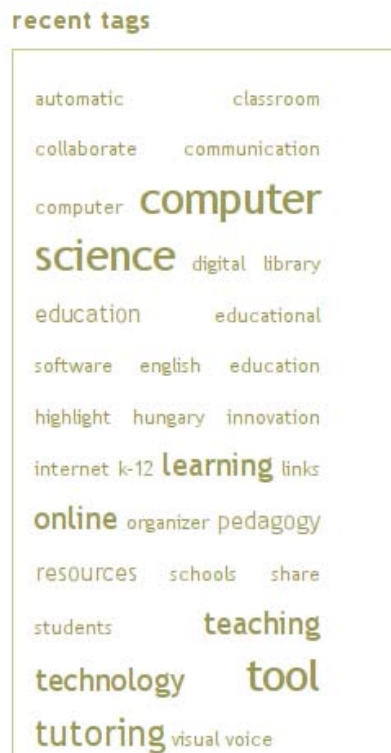 recent tags
automatic classroom
collaborate communication
computer computer
science digital library
education educational
software english education
highlight hungary innovation
internet k-12 learning links
online organizer pedagogy
resources schools share
students teaching
technology tool
tutoring visual voice